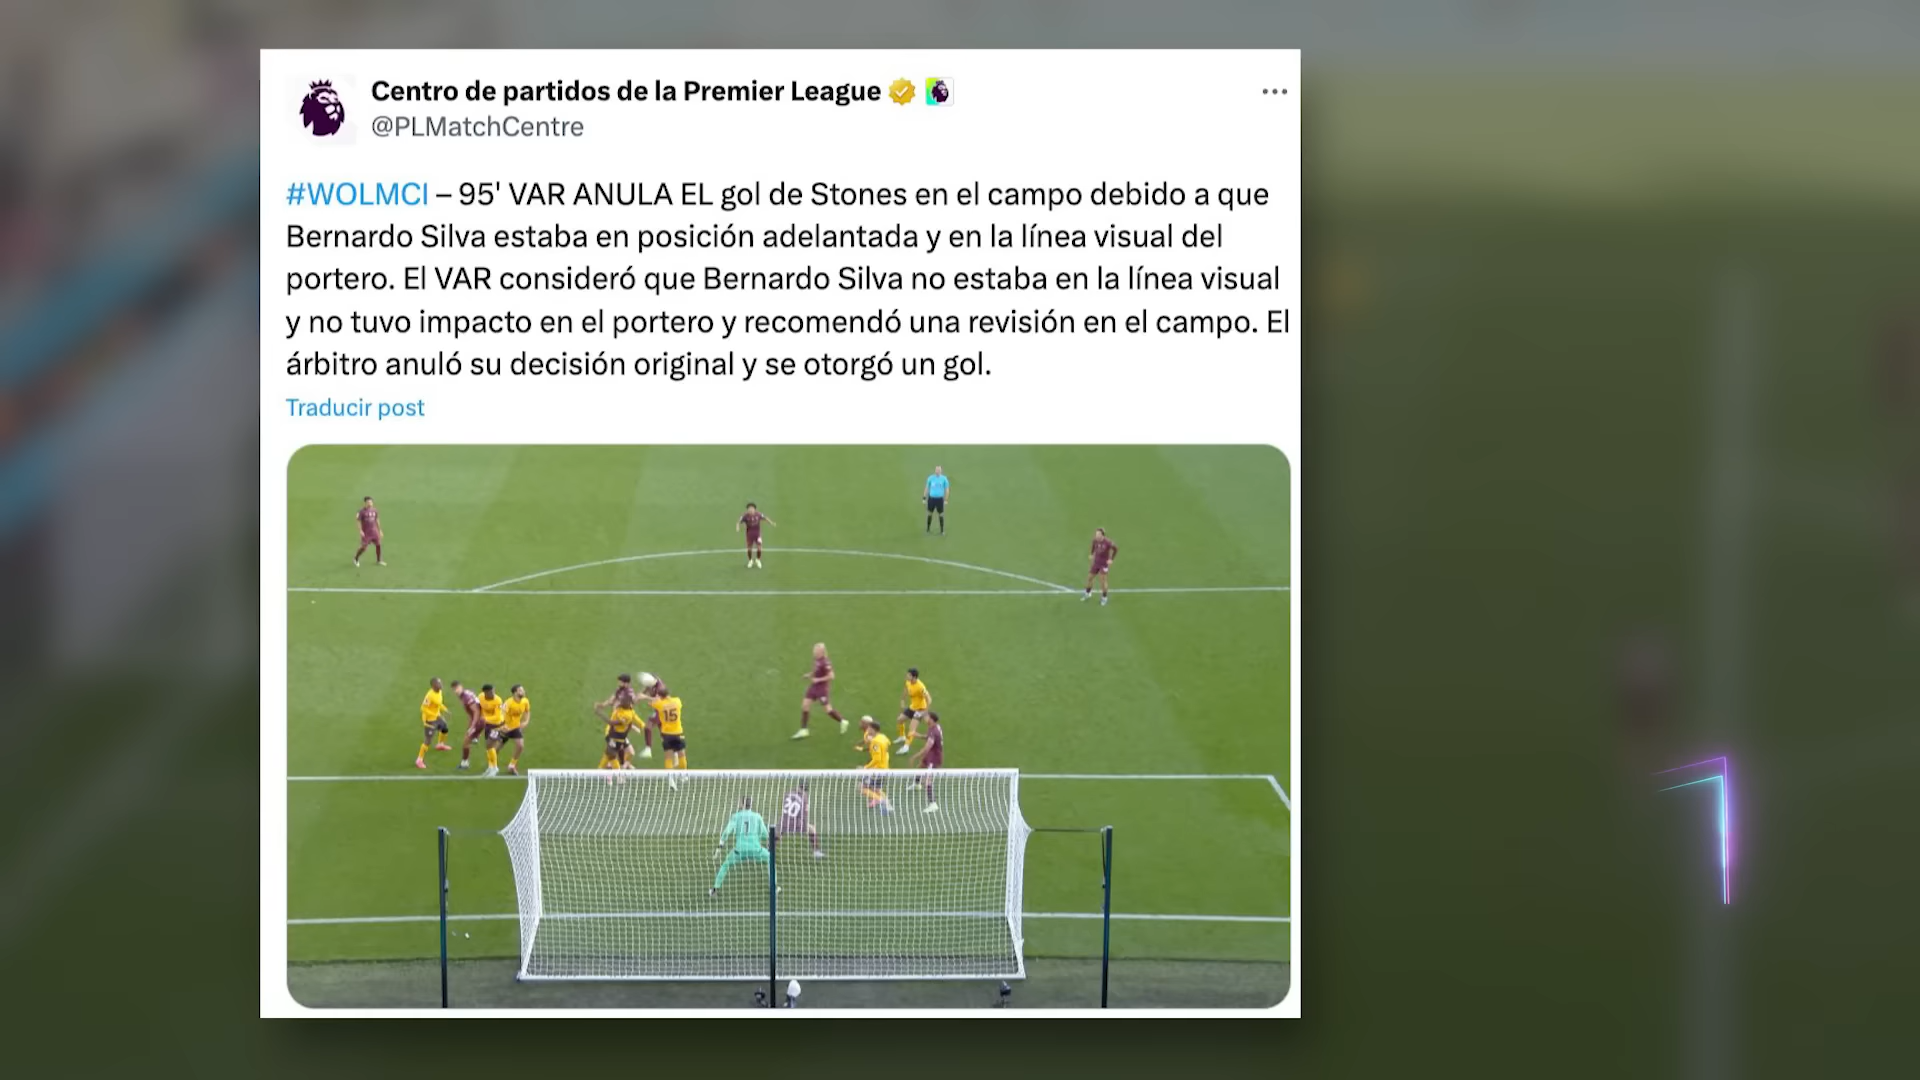 Centro de partidos de la Premier League
@PLMatchCentre
#WOLMCI – 95' VAR ANULA EL gol de Stones en el campo debido a que
Bernardo Silva estaba en posición adelantada y en la línea visual del
portero. El VAR consideró que Bernardo Silva no estaba en la línea visual
y no tuvo impacto en el portero y recomendó una revisión en el campo. El
árbitro anuló su decisión original y se otorgó un gol.
Traducir post
15
1
20